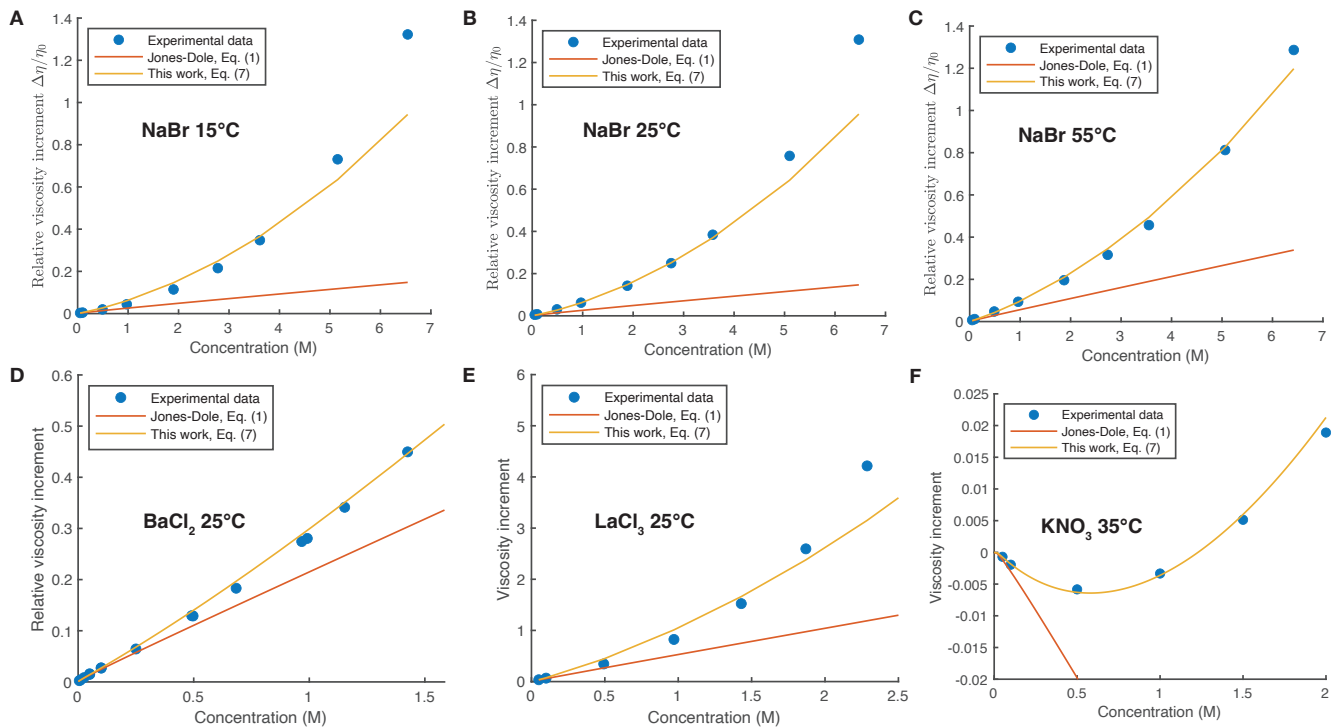 A
Relative viscosity increment Δη/η₀
1.4
1.2
1
0.8
0.6
0.4
0.2
0
Experimental data
Jones-Dole, Eq. (1)
This work, Eq. (7)
NaBr 15°C
0 1 2 3 4 5 6 7
Concentration (M)
B
Relative viscosity increment Δη/η₀
1.4
1.2
1
0.8
0.6
0.4
0.2
0
Experimental data
Jones-Dole, Eq. (1)
This work, Eq. (7)
NaBr 25°C
0 1 2 3 4 5 6 7
Concentration (M)
C
Relative viscosity increment Δη/η₀
1.4
1.2
1
0.8
0.6
0.4
0.2
0
Experimental data
Jones-Dole, Eq. (1)
This work, Eq. (7)
NaBr 55°C
0 1 2 3 4 5 6 7
Concentration (M)
D
Relative viscosity increment
0.6
0.5
0.4
0.3
0.2
0.1
0
Experimental data
Jones-Dole, Eq. (1)
This work, Eq. (7)
BaCl₂ 25°C
0 0.5 1 1.5
Concentration (M)
E
Viscosity increment
6
5
4
3
2
1
0
Experimental data
Jones-Dole, Eq. (1)
This work, Eq. (7)
LaCl₃ 25°C
0 0.5 1 1.5 2 2.5
Concentration (M)
F
Viscosity increment
0.025
0.02
0.015
0.01
0.005
0
-0.005
-0.01
-0.015
-0.02
Experimental data
Jones-Dole, Eq. (1)
This work, Eq. (7)
KNO₃ 35°C
0 0.5 1 1.5 2
Concentration (M)